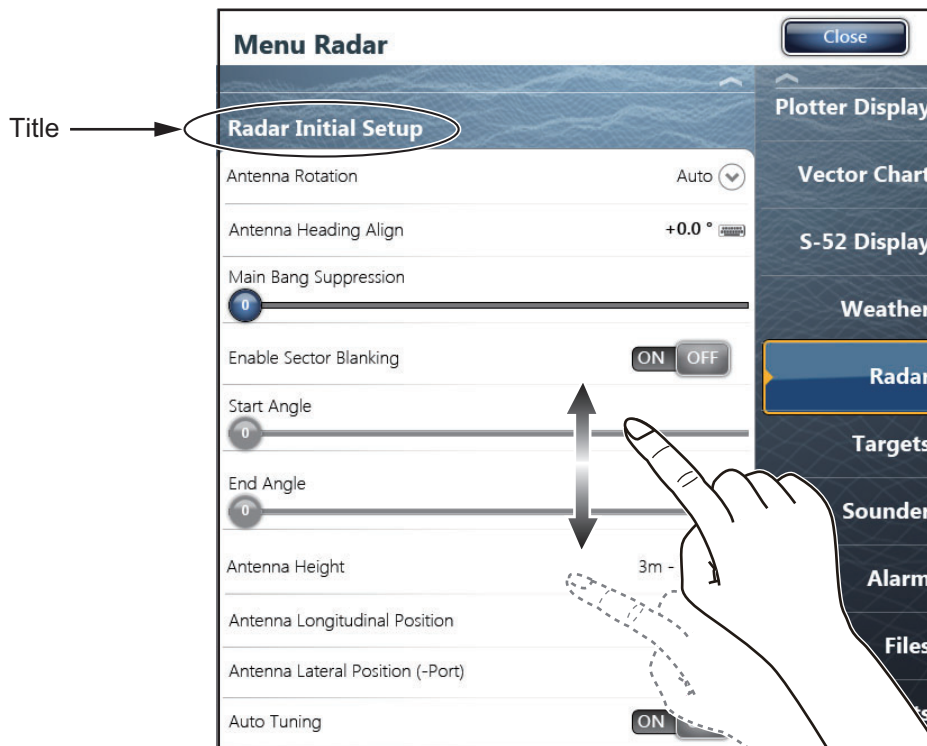 Menu Radar
Close
Title
Radar Initial Setup
Antenna Rotation
Auto
Antenna Heading Align
+0.0 °
Main Bang Suppression
0
Enable Sector Blanking
ON OFF
Start Angle
0
End Angle
0
Antenna Height
3m -
Antenna Longitudinal Position
Antenna Lateral Position (-Port)
Auto Tuning
ON
Plotter Display
Vector Chart
S-52 Display
Weather
Radar
Targets
Sounder
Alarm
Files